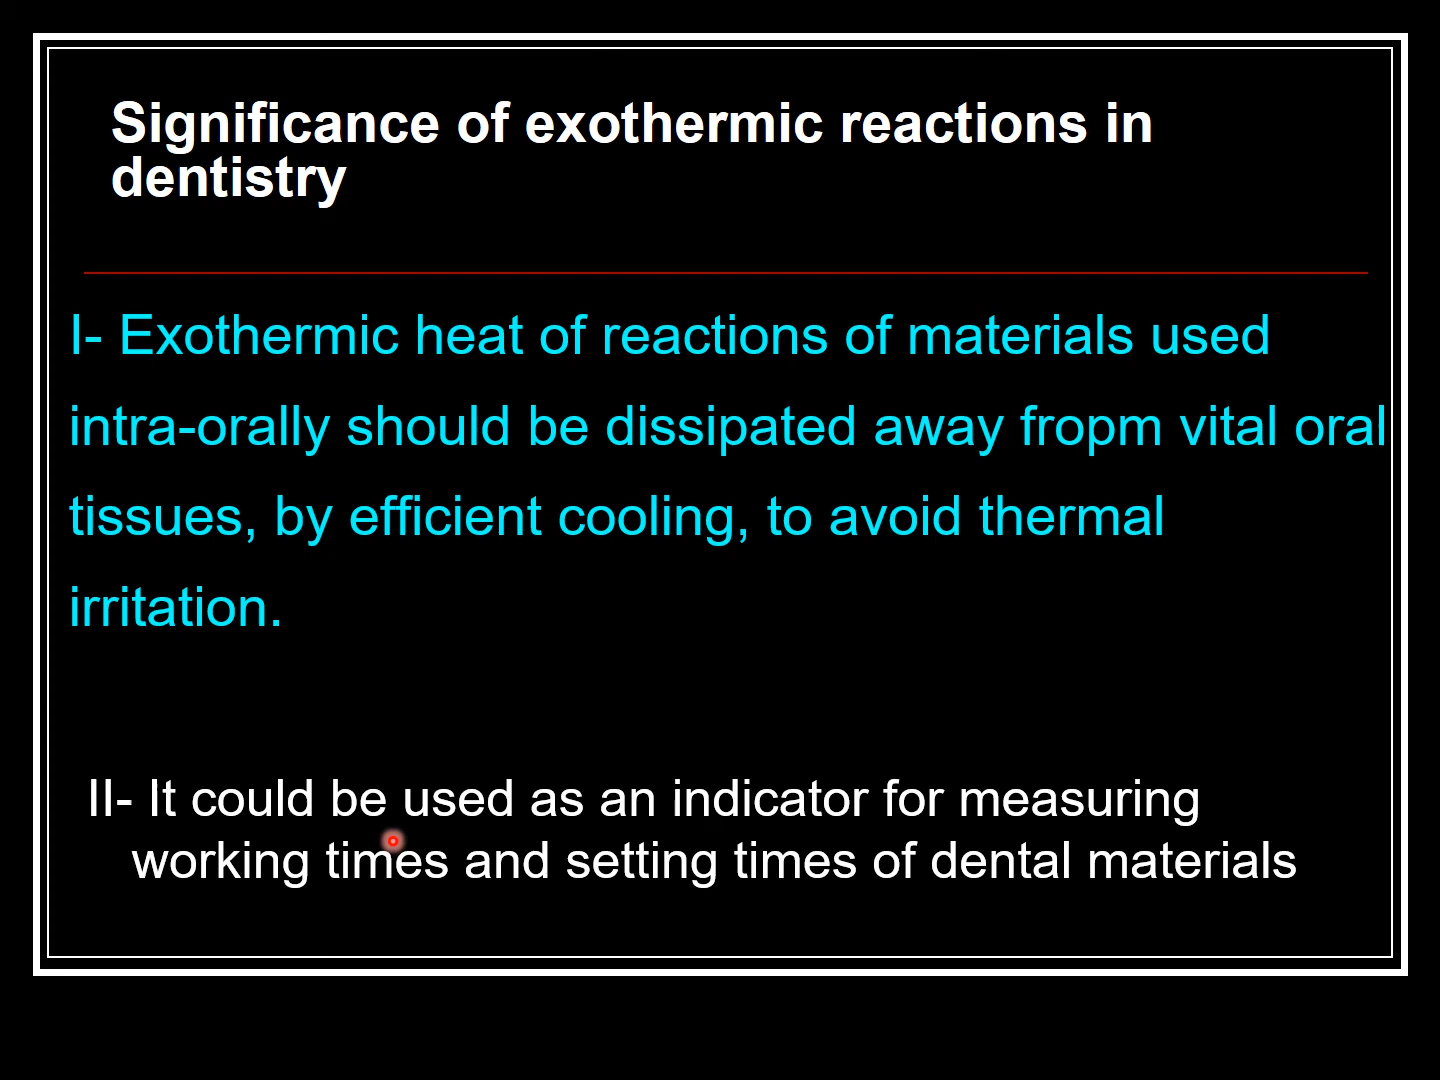 Significance of exothermic reactions in
dentistry
I- Exothermic heat of reactions of materials used
intra-orally should be dissipated away fropm vital oral
tissues, by efficient cooling, to avoid thermal
irritation.
II- It could be used as an indicator for measuring
working times and setting times of dental materials